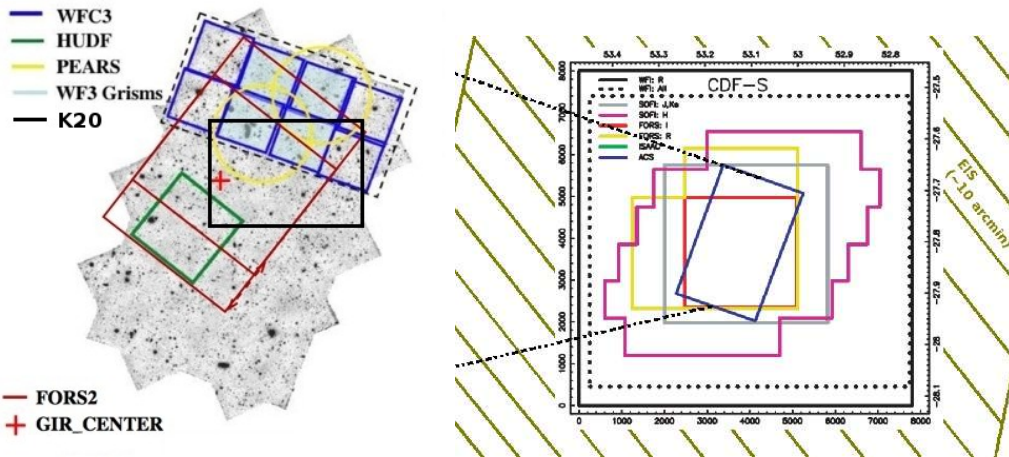 WFC3
HUDF
PEARS
WF3 Grisms
K20
FORS2
GIR_CENTER
53.4 53.3 53.2 53.1 53 52.9 52.8
CDF-S
WFI: R
WFI: All
SOFI: J,Ks
SOFI: H
FORS: I
FORS: R
ISAAC
ACS
8000
7000
6000
5000
4000
3000
2000
1000
0
-27.5
-27.6
-27.7
-27.8
-27.9
-28
-28.1
0 1000 2000 3000 4000 5000 6000 7000 8000
EIS
(~10 arcmin)